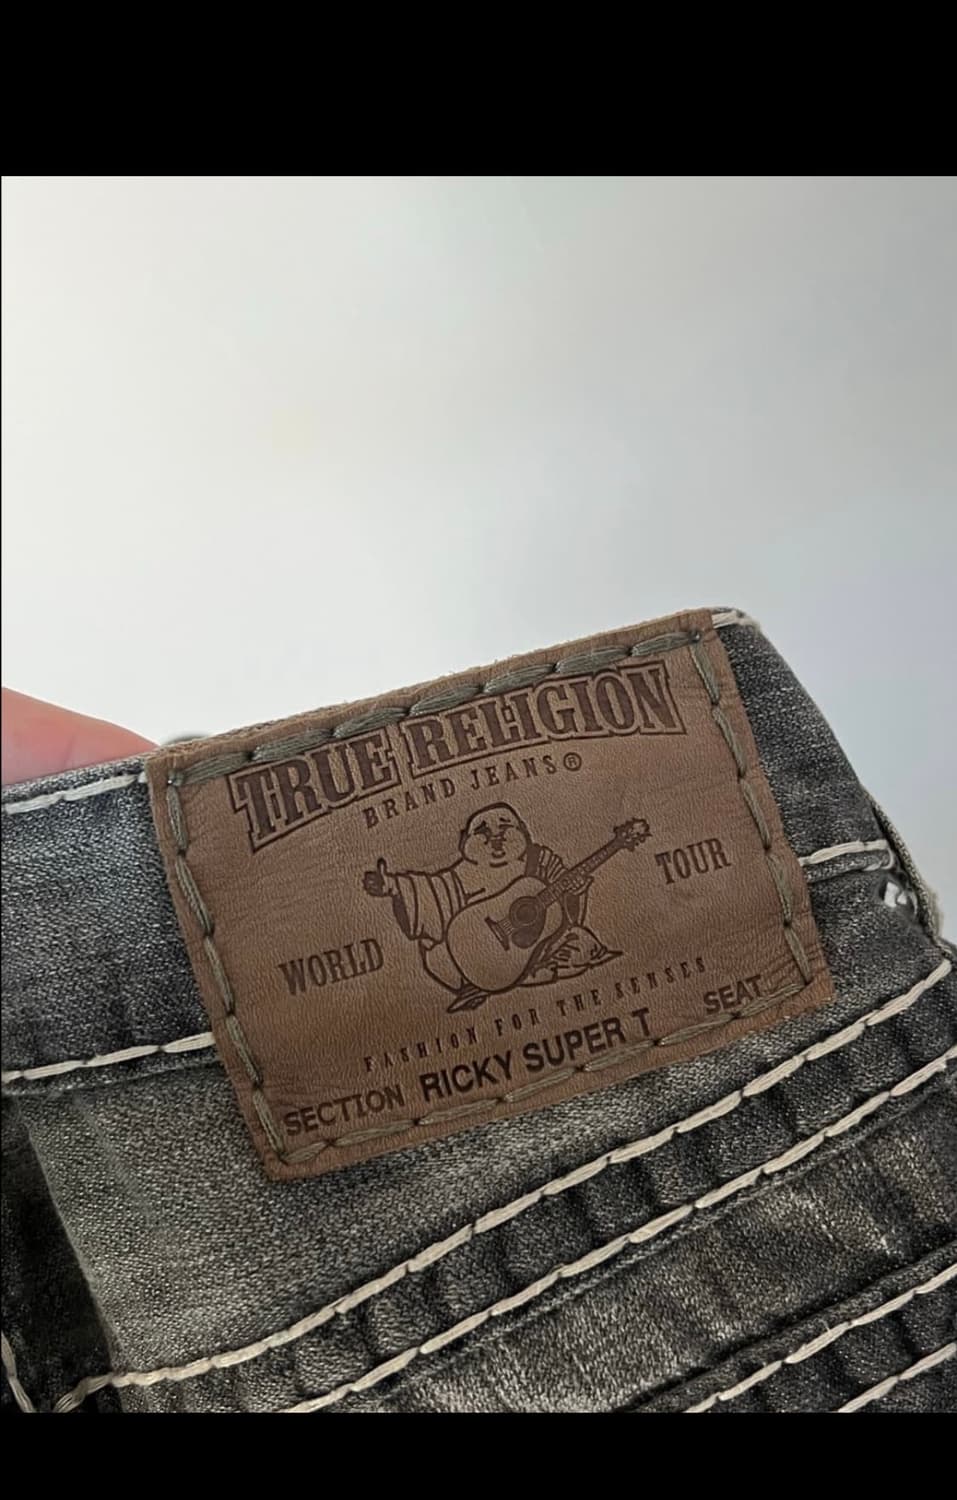 TRUE RELIGION
BRAND JEANS®
WORLD TOUR
FASHION FOR THE SENSES
SECTION RICKY SUPER T SEAT